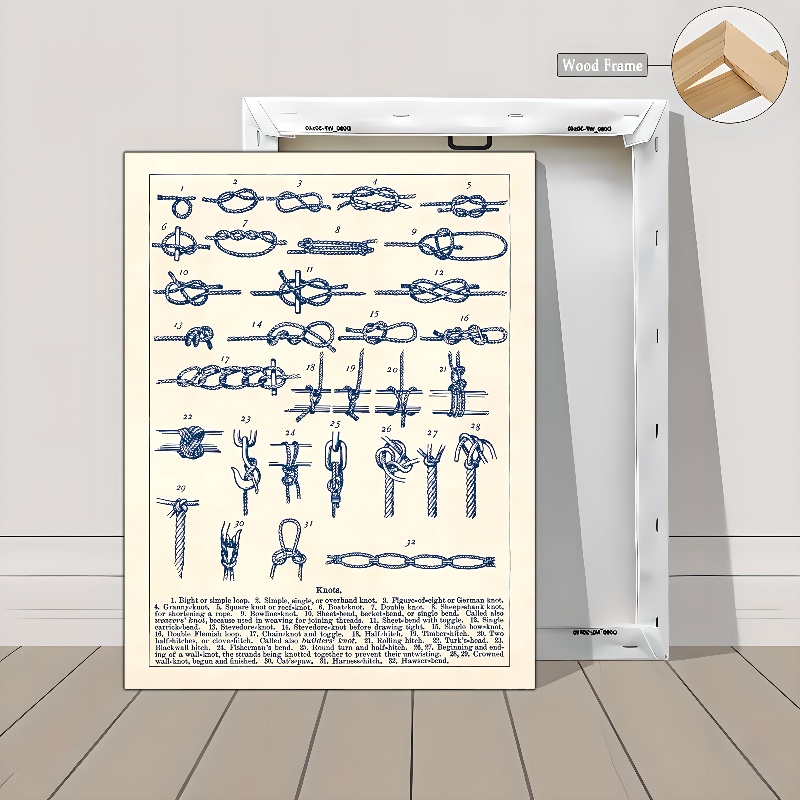 Wood Frame
1 2 3 4 5
6 7 8 9
10 11 12
13 14 15 16
17 18 19 20 21
22 23 24 25 26 27 28
29 30 31 32
Knots.
1. Bight or simple loop. 2. Simple, single, or overhand knot. 3. Figure-of-eight or German knot.
4. Granny-knot. 5. Square knot or reef-knot. 6. Boat-knot. 7. Double knot. 8. Sheepshank knot,
for shortening a rope. 9. Bowline-knot. 10. Sheet-bend, becket-bend, or single bend. Called also
weavers' knot, because used in weaving for joining threads. 11. Sheet-bend with toggle. 12. Single
carrick-bend. 13. Stevedore-knot. 14. Stevedore-knot before drawing tight. 15. Single bow-knot.
16. Double Flemish loop. 17. Chain-knot and toggle. 18. Half-hitch. 19. Timber-hitch. 20. Two
half-hitches, or clove-hitch. Called also builders' knot. 21. Rolling hitch. 22. Turk's-head. 23.
Blackwall hitch. 24. Fisherman's bend. 25. Round turn and half-hitch. 26, 27. Beginning and end-
ing of a wall-knot, the strands being knotted together to prevent their untwisting. 28, 29. Crowned
wall-knot, begun and finished. 30. Cat's-paw. 31. Harness-hitch. 32. Hawser-bend.